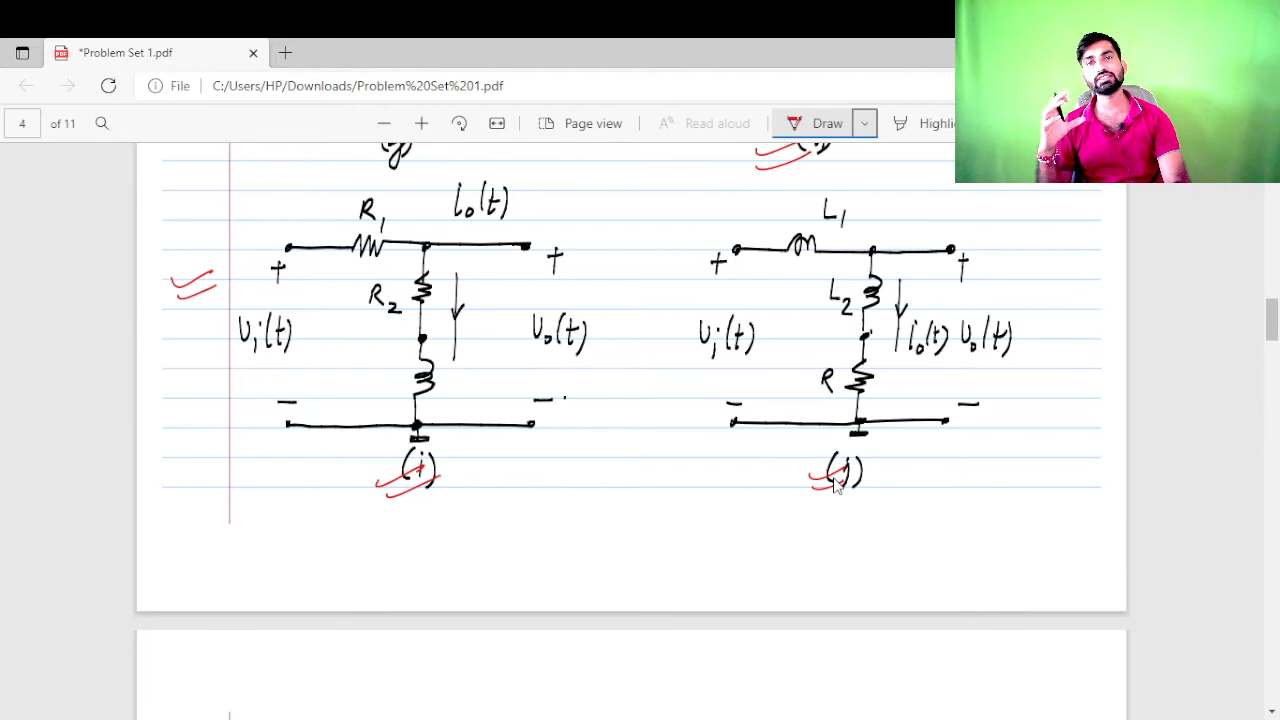 *Problem Set 1.pdf
File C:/Users/HP/Downloads/Problem%20Set%201.pdf
4 of 11 Page view Read aloud Draw Highli
R₁ i₀(t) L₁
+ + + +
R₂ L₂
Vᵢ(t) V₀(t) Vᵢ(t) i₀(t) V₀(t)
R
− − − −
(i) (j)